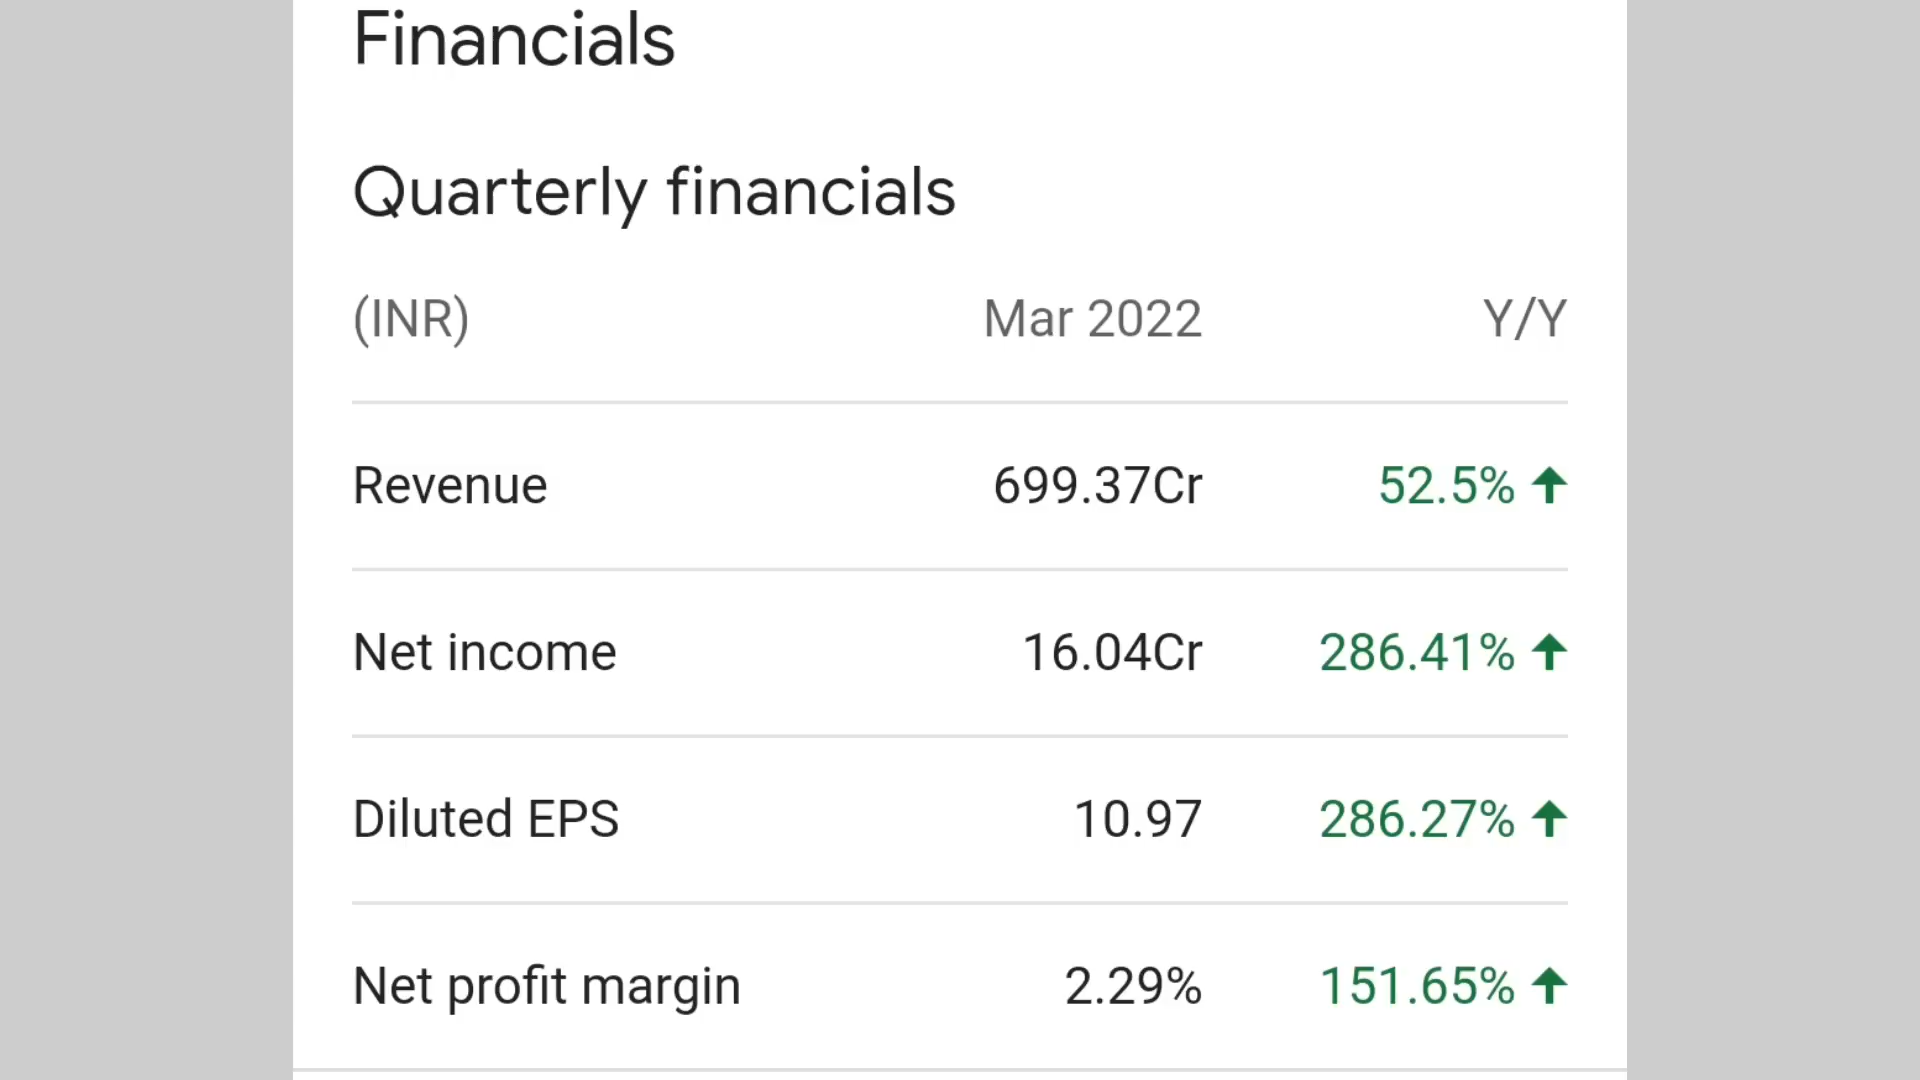 Financials
Quarterly financials
(INR) Mar 2022 Y/Y
Revenue 699.37Cr 52.5% ↑
Net income 16.04Cr 286.41% ↑
Diluted EPS 10.97 286.27% ↑
Net profit margin 2.29% 151.65% ↑